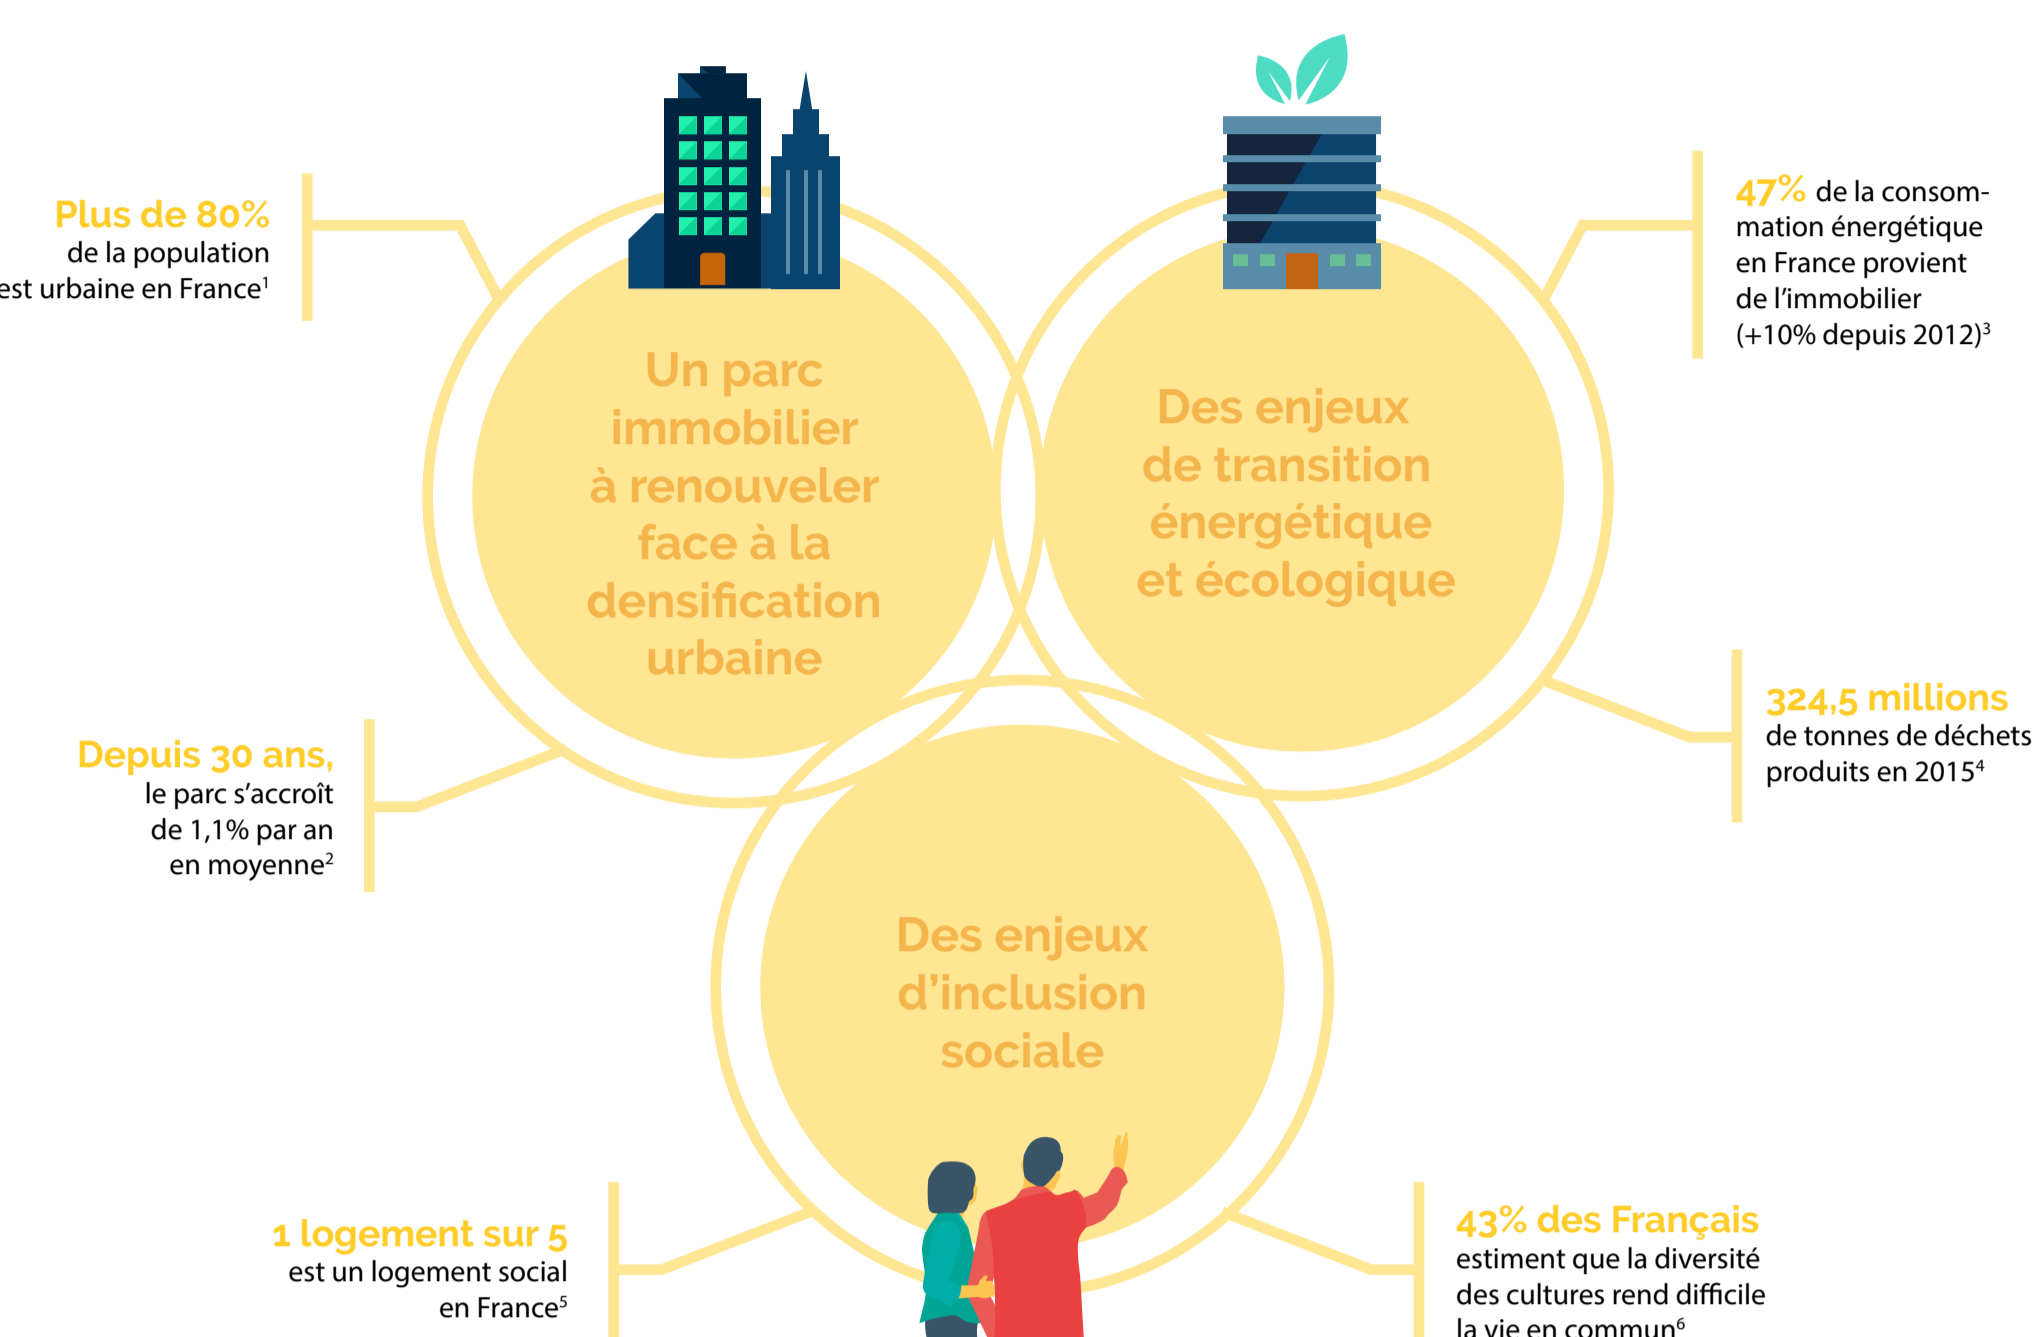 Plus de 80%
de la population
est urbaine en France¹
Un parc
immobilier
à renouveler
face à la
densification
urbaine
Depuis 30 ans,
le parc s’accroît
de 1,1% par an
en moyenne²
Des enjeux
de transition
énergétique
et écologique
47% de la consom-
mation énergétique
en France provient
de l’immobilier
(+10% depuis 2012)³
324,5 millions
de tonnes de déchets
produits en 2015⁴
Des enjeux
d’inclusion
sociale
1 logement sur 5
est un logement social
en France⁵
43% des Français
estiment que la diversité
des cultures rend difficile
la vie en commun⁶